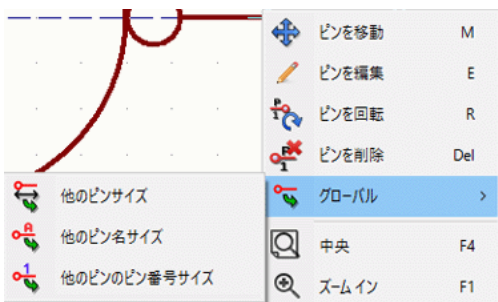 ピンを移動 M
ピンを編集 E
ピンを回転 R
ピンを削除 Del
グローバル >
他のピンサイズ
他のピン名サイズ
他のピンのピン番号サイズ
中央 F4
ズームイン F1